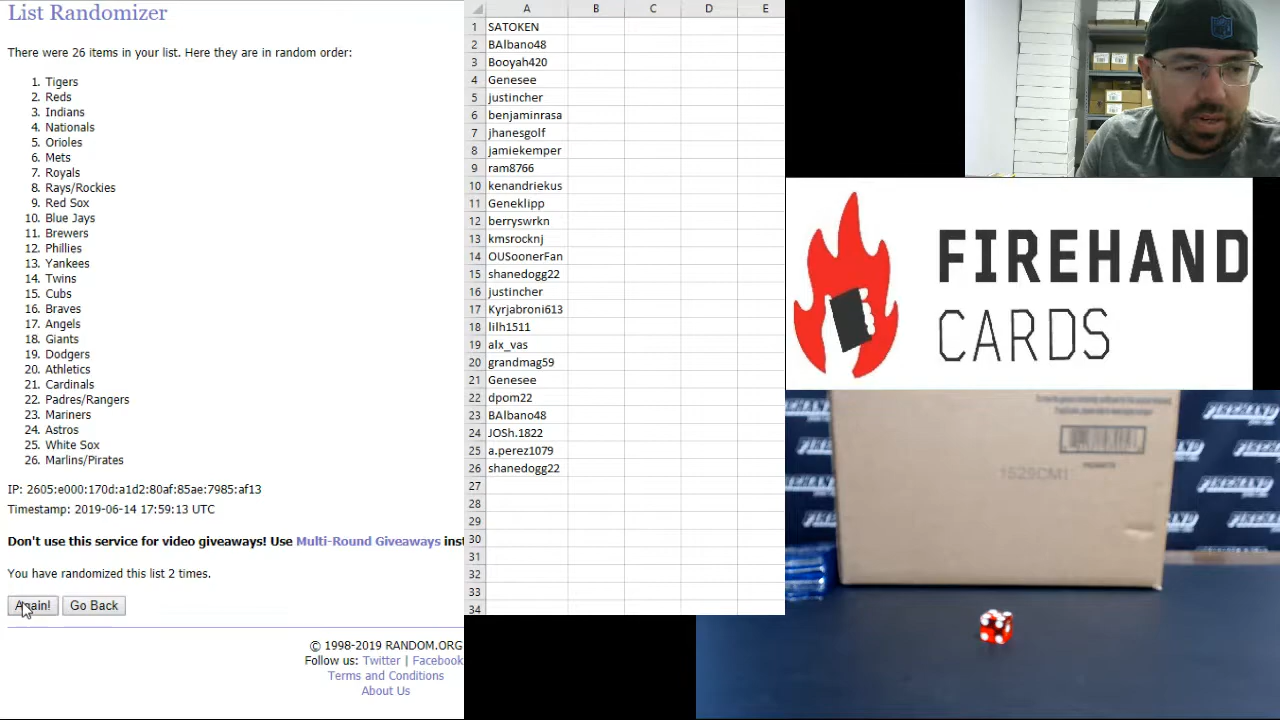 List Randomizer
There were 26 items in your list. Here they are in random order:
1. Tigers
2. Reds
3. Indians
4. Nationals
5. Orioles
6. Mets
7. Royals
8. Rays/Rockies
9. Red Sox
10. Blue Jays
11. Brewers
12. Phillies
13. Yankees
14. Twins
15. Cubs
16. Braves
17. Angels
18. Giants
19. Dodgers
20. Athletics
21. Cardinals
22. Padres/Rangers
23. Mariners
24. Astros
25. White Sox
26. Marlins/Pirates
IP: 2605:e000:170d:a1d2:80af:85ae:7985:af13
Timestamp: 2019-06-14 17:59:13 UTC
Don't use this service for video giveaways! Use Multi-Round Giveaways inst
You have randomized this list 2 times.
Again! Go Back
© 1998-2019 RANDOM.ORG
Follow us: Twitter | Facebook
Terms and Conditions
About Us
A B C D E
1 SATOKEN
2 BAlbano48
3 Booyah420
4 Genesee
5 justincher
6 benjaminrasa
7 jhanesgolf
8 jamiekemper
9 ram8766
10 kenandriekus
11 Geneklipp
12 berryswrkn
13 kmsrocknj
14 OUSoonerFan
15 shanedogg22
16 justincher
17 Kyrjabroni613
18 lilh1511
19 alx_vas
20 grandmag59
21 Genesee
22 dpom22
23 BAlbano48
24 JOSh.1822
25 a.perez1079
26 shanedogg22
27
28
29
30
31
32
33
34
FIREHAND
CARDS
1529CM1
FIREHAND
FIREHAND
FIREHAND
FIREHAND